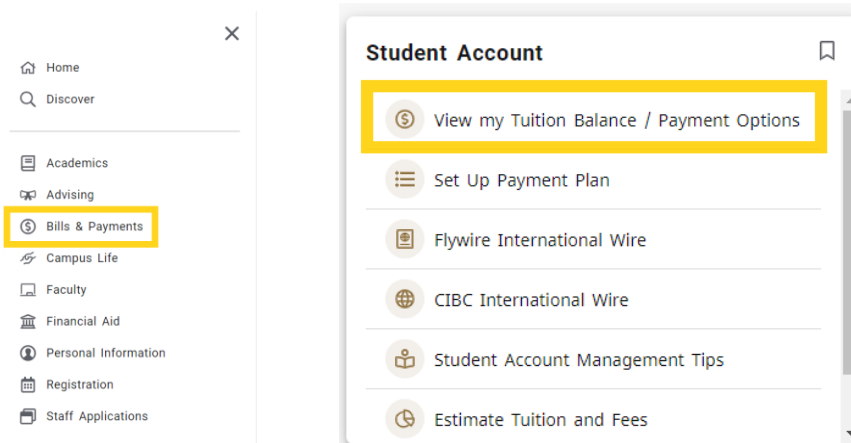 Home
Discover
Academics
Advising
Bills & Payments
Campus Life
Faculty
Financial Aid
Personal Information
Registration
Staff Applications
Student Account
View my Tuition Balance / Payment Options
Set Up Payment Plan
Flywire International Wire
CIBC International Wire
Student Account Management Tips
Estimate Tuition and Fees